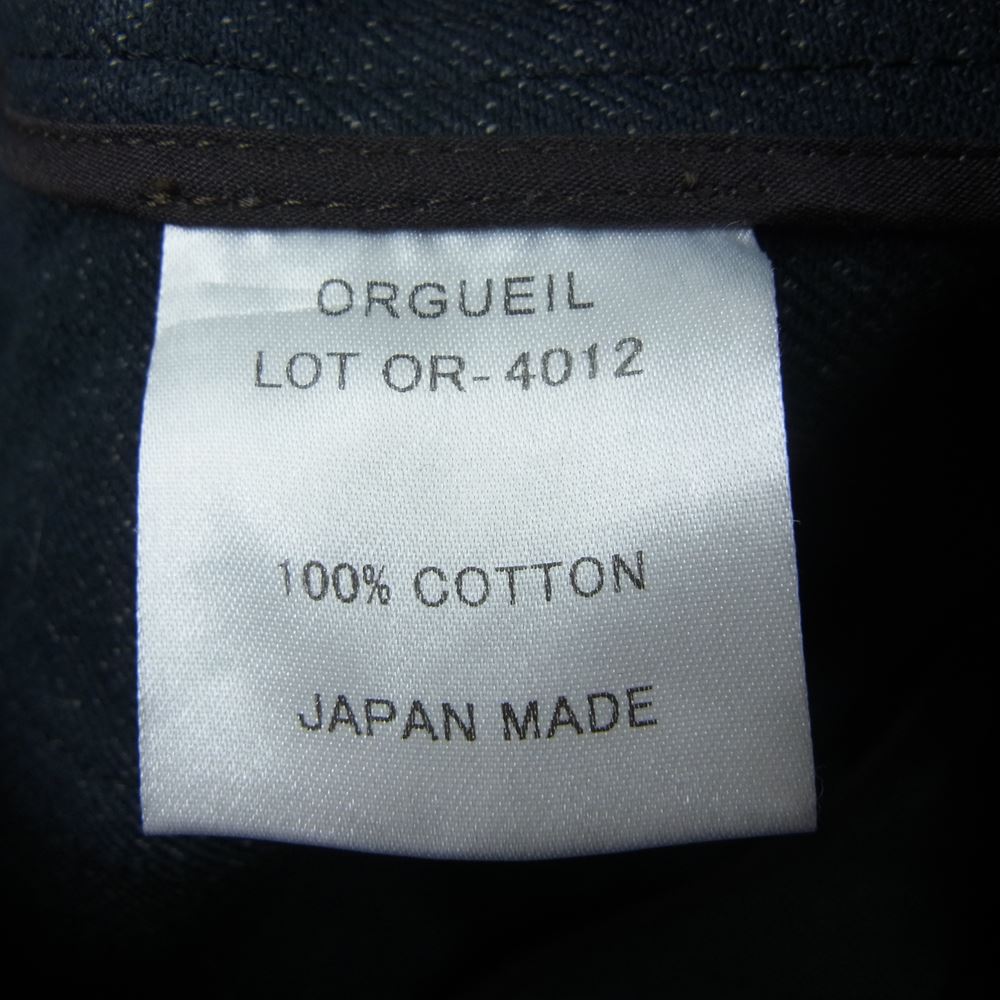 ORGUEIL
LOT OR-4012
100% COTTON
JAPAN MADE